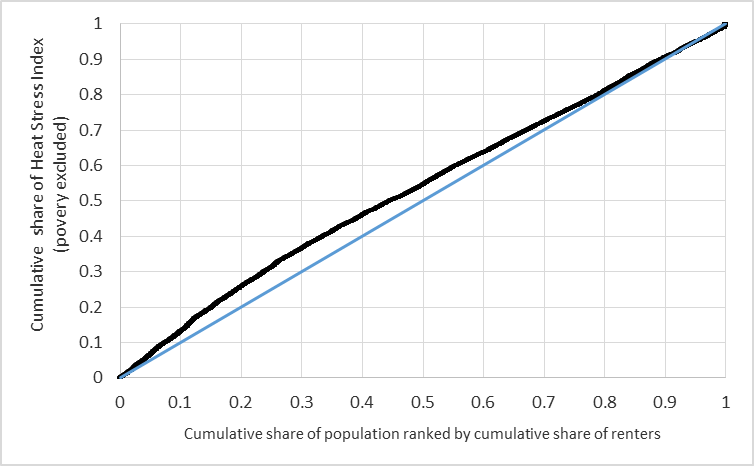 Cumulative share of Heat Stress Index
(povery excluded)
1
0.9
0.8
0.7
0.6
0.5
0.4
0.3
0.2
0.1
0
0 0.1 0.2 0.3 0.4 0.5 0.6 0.7 0.8 0.9 1
Cumulative share of population ranked by cumulative share of renters